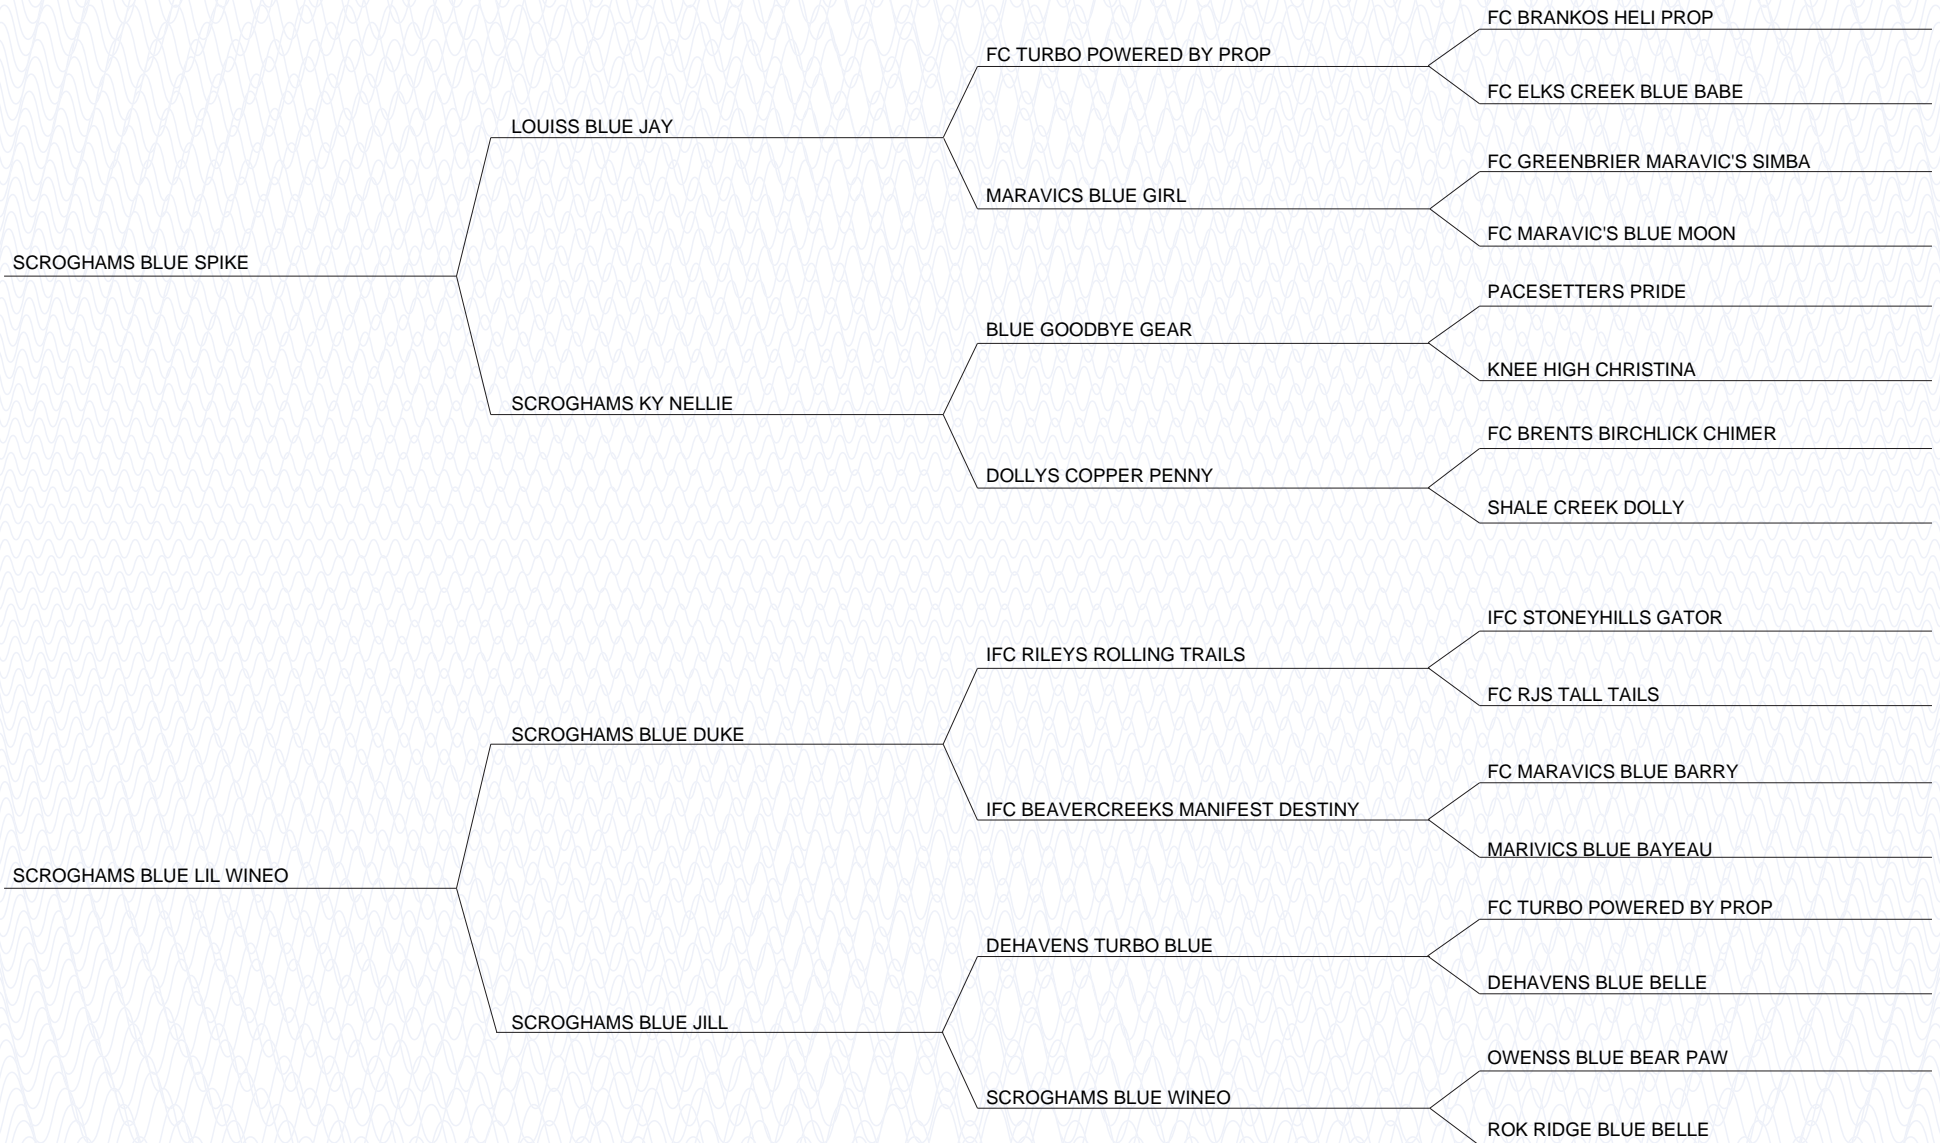 FC BRANKOS HELI PROP
FC TURBO POWERED BY PROP
FC ELKS CREEK BLUE BABE
LOUISS BLUE JAY
FC GREENBRIER MARAVIC'S SIMBA
MARAVICS BLUE GIRL
FC MARAVIC'S BLUE MOON
SCROGHAMS BLUE SPIKE
PACESETTERS PRIDE
BLUE GOODBYE GEAR
KNEE HIGH CHRISTINA
SCROGHAMS KY NELLIE
FC BRENTS BIRCHLICK CHIMER
DOLLYS COPPER PENNY
SHALE CREEK DOLLY
IFC STONEYHILLS GATOR
IFC RILEYS ROLLING TRAILS
FC RJS TALL TAILS
SCROGHAMS BLUE DUKE
FC MARAVICS BLUE BARRY
IFC BEAVERCREEKS MANIFEST DESTINY
MARIVICS BLUE BAYEAU
SCROGHAMS BLUE LIL WINEO
FC TURBO POWERED BY PROP
DEHAVENS TURBO BLUE
DEHAVENS BLUE BELLE
SCROGHAMS BLUE JILL
OWENSS BLUE BEAR PAW
SCROGHAMS BLUE WINEO
ROK RIDGE BLUE BELLE